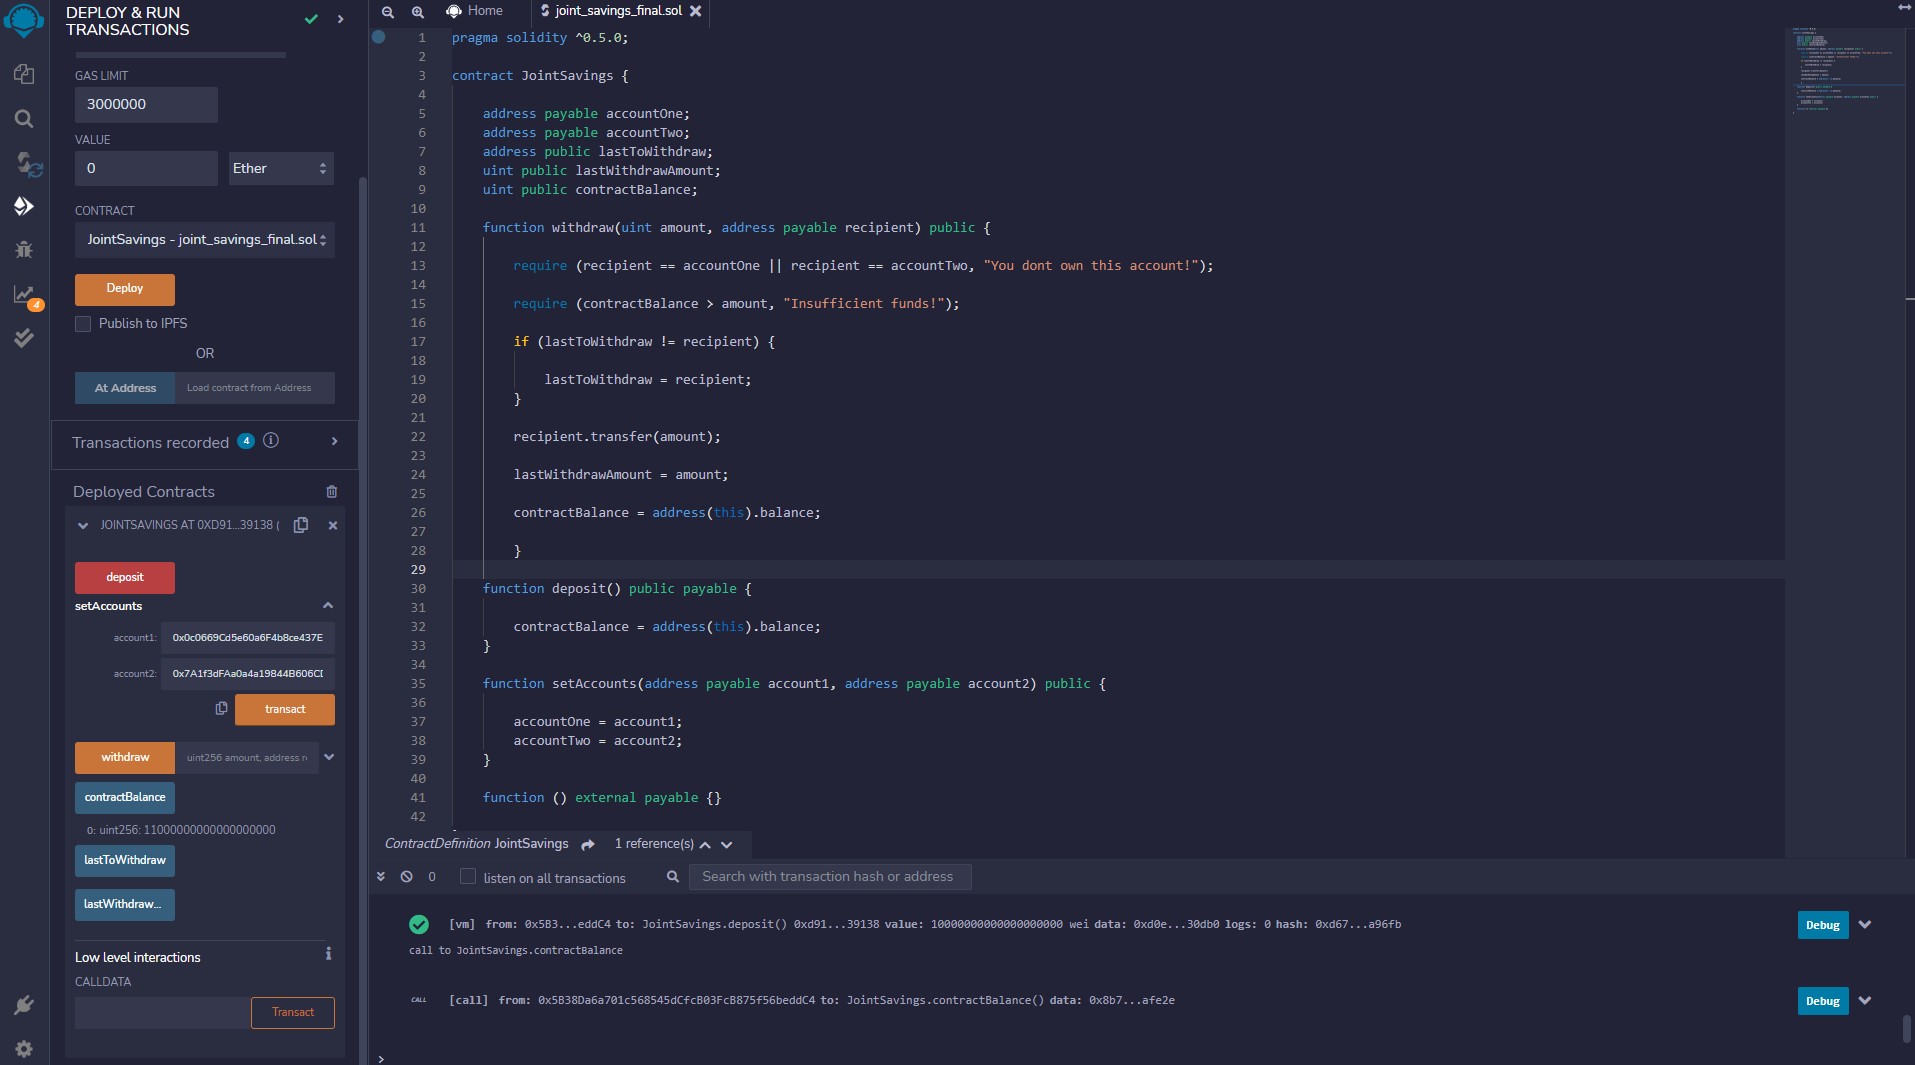 DEPLOY & RUN
TRANSACTIONS
GAS LIMIT
3000000
VALUE
0
Ether
CONTRACT
JointSavings - joint_savings_final.sol
Deploy
Publish to IPFS
OR
At Address
Load contract from Address
Transactions recorded 4
Deployed Contracts
JOINTSAVINGS AT 0XD91...39138 (
deposit
setAccounts
account1: 0x0c0669Cd5e60a6F4b8ce437E
account2: 0x7A1f3dFAa0a4a19844B606CD
transact
withdraw
uint256 amount, address r
contractBalance
0: uint256: 11000000000000000000
lastToWithdraw
lastWithdraw...
Low level interactions
i
CALLDATA
Transact
4
Home
joint_savings_final.sol
1 pragma solidity ^0.5.0;
2
3 contract JointSavings {
4
5 address payable accountOne;
6 address payable accountTwo;
7 address public lastToWithdraw;
8 uint public lastWithdrawAmount;
9 uint public contractBalance;
10
11 function withdraw(uint amount, address payable recipient) public {
12
13 require (recipient == accountOne || recipient == accountTwo, "You dont own this account!");
14
15 require (contractBalance > amount, "Insufficient funds!");
16
17 if (lastToWithdraw != recipient) {
18
19 lastToWithdraw = recipient;
20 }
21
22 recipient.transfer(amount);
23
24 lastWithdrawAmount = amount;
25
26 contractBalance = address(this).balance;
27
28 }
29
30 function deposit() public payable {
31
32 contractBalance = address(this).balance;
33 }
34
35 function setAccounts(address payable account1, address payable account2) public {
36
37 accountOne = account1;
38 accountTwo = account2;
39 }
40
41 function () external payable {}
42
ContractDefinition JointSavings 1 reference(s)
0 listen on all transactions
Search with transaction hash or address
[vm] from: 0x5B3...eddC4 to: JointSavings.deposit() 0xd91...39138 value: 10000000000000000000 wei data: 0xd0e...30db0 logs: 0 hash: 0xd67...a96fb
Debug
call to JointSavings.contractBalance
CALL [call] from: 0x5B38Da6a701c568545dCfcB03FcB875f56beddC4 to: JointSavings.contractBalance() data: 0x8b7...afe2e
Debug
>